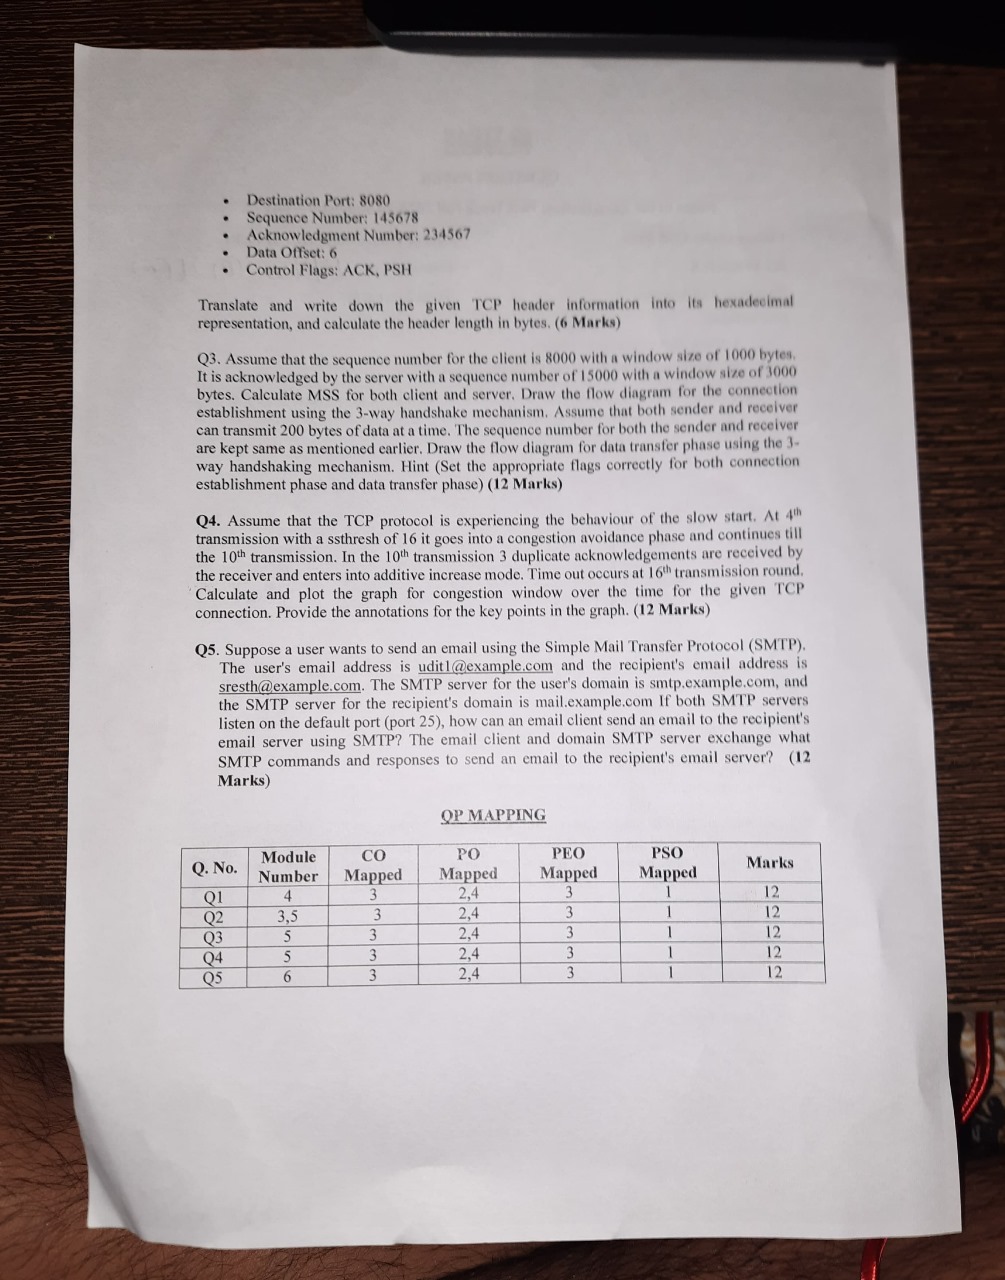 • Destination Port: 8080
• Sequence Number: 145678
• Acknowledgment Number: 234567
• Data Offset: 6
• Control Flags: ACK, PSH
Translate and write down the given TCP header information into its hexadecimal
representation, and calculate the header length in bytes. (6 Marks)
Q3. Assume that the sequence number for the client is 8000 with a window size of 1000 bytes.
It is acknowledged by the server with a sequence number of 15000 with a window size of 3000
bytes. Calculate MSS for both client and server. Draw the flow diagram for the connection
establishment using the 3-way handshake mechanism. Assume that both sender and receiver
can transmit 200 bytes of data at a time. The sequence number for both the sender and receiver
are kept same as mentioned earlier. Draw the flow diagram for data transfer phase using the 3-
way handshaking mechanism. Hint (Set the appropriate flags correctly for both connection
establishment phase and data transfer phase) (12 Marks)
Q4. Assume that the TCP protocol is experiencing the behaviour of the slow start. At 4th
transmission with a ssthresh of 16 it goes into a congestion avoidance phase and continues till
the 10th transmission. In the 10th transmission 3 duplicate acknowledgements are received by
the receiver and enters into additive increase mode. Time out occurs at 16th transmission round.
Calculate and plot the graph for congestion window over the time for the given TCP
connection. Provide the annotations for the key points in the graph. (12 Marks)
Q5. Suppose a user wants to send an email using the Simple Mail Transfer Protocol (SMTP).
The user's email address is udit1@example.com and the recipient's email address is
sresth@example.com. The SMTP server for the user's domain is smtp.example.com, and
the SMTP server for the recipient's domain is mail.example.com If both SMTP servers
listen on the default port (port 25), how can an email client send an email to the recipient's
email server using SMTP? The email client and domain SMTP server exchange what
SMTP commands and responses to send an email to the recipient's email server? (12
Marks)
QP MAPPING
Q. No. Module Number CO Mapped PO Mapped PEO Mapped PSO Mapped Marks
Q1 4 3 2,4 3 1 12
Q2 3,5 3 2,4 3 1 12
Q3 5 3 2,4 3 1 12
Q4 5 3 2,4 3 1 12
Q5 6 3 2,4 3 1 12